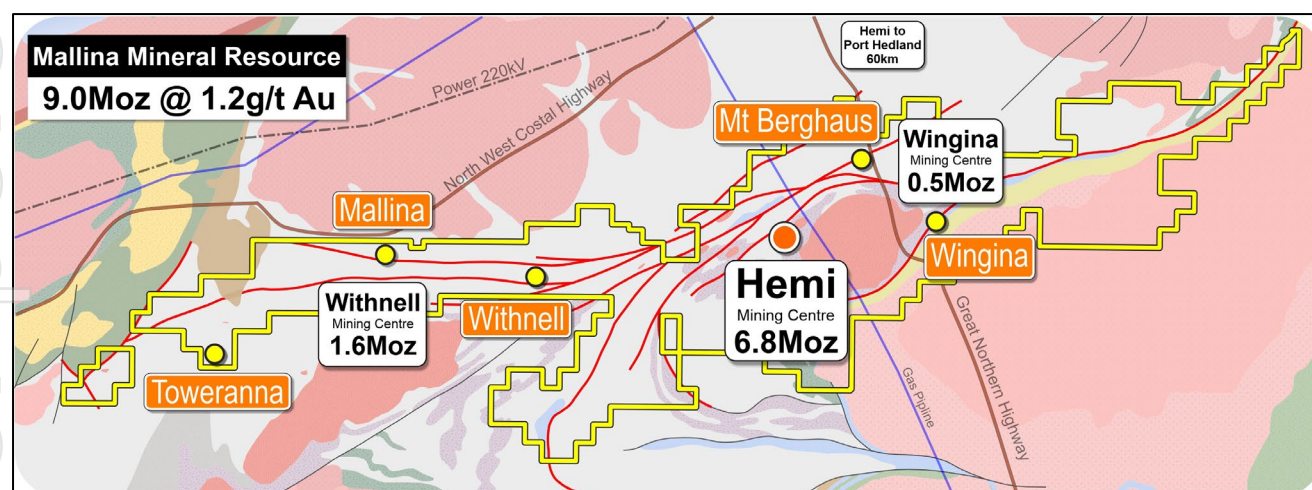 Mallina Mineral Resource
9.0Moz @ 1.2g/t Au
Power 220kV
North West Costal Highway
Hemi to
Port Hedland
60km
Mt Berghaus
Wingina
Mining Centre
0.5Moz
Mallina
Wingina
Hemi
Mining Centre
6.8Moz
Withnell
Mining Centre
1.6Moz
Withnell
Toweranna
Gas Pipline
Great Northern Highway